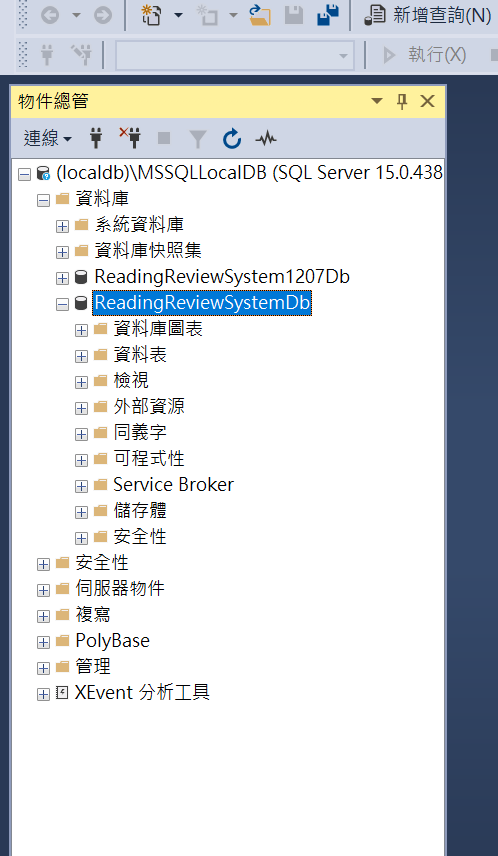 新增查詢(N)
執行(X)
物件總管
連線
(localdb)\MSSQLLocalDB (SQL Server 15.0.438
資料庫
系統資料庫
資料庫快照集
ReadingReviewSystem1207Db
ReadingReviewSystemDb
資料庫圖表
資料表
檢視
外部資源
同義字
可程式性
Service Broker
儲存體
安全性
安全性
伺服器物件
複寫
PolyBase
管理
XEvent 分析工具